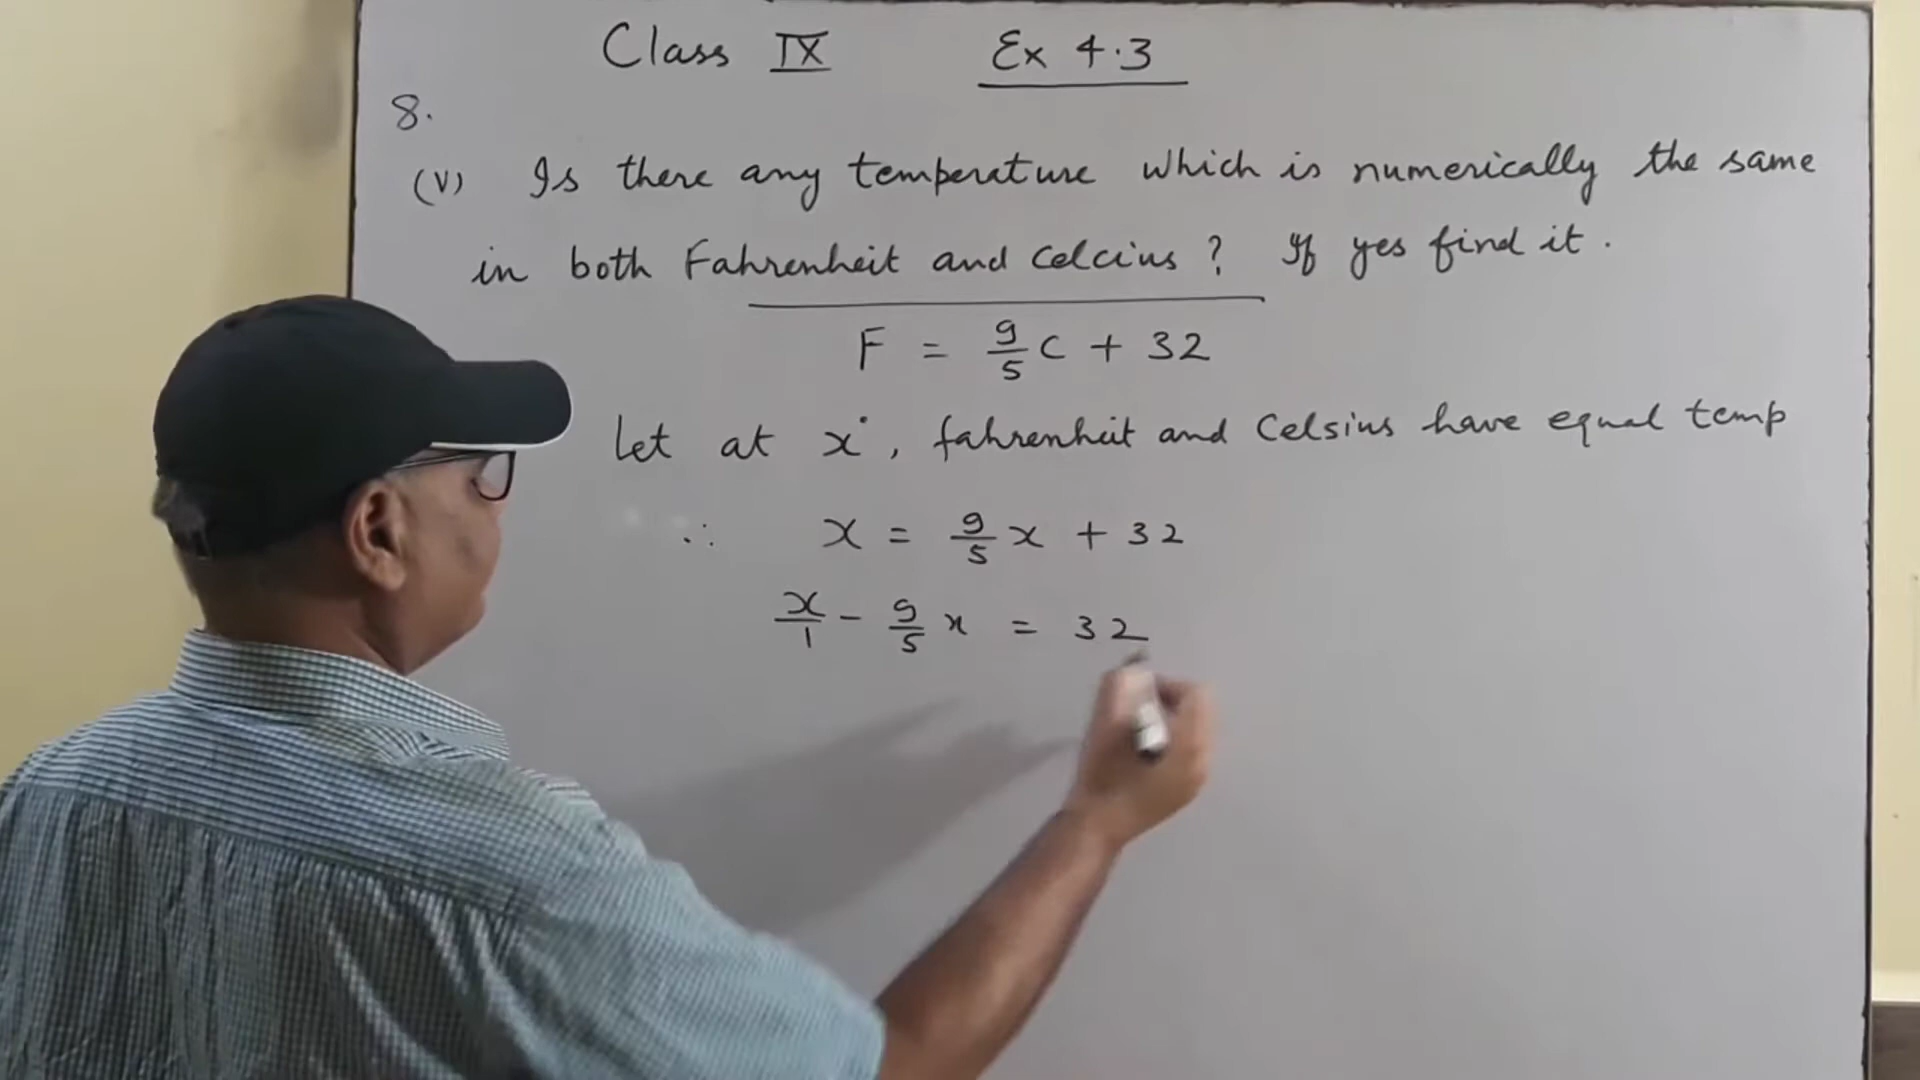 Class IX Ex 4.3
8.
(V) Is there any temperature which is numerically the same
in both Fahrenheit and Celcius ? If yes find it .
F = 9/5 C + 32
Let at x°, fahrenheit and Celsius have equal temp
∴ x = 9/5 x + 32
x/1 - 9/5 x = 32